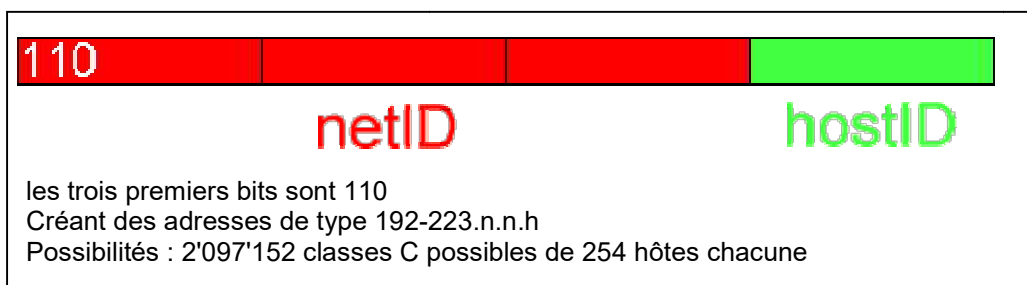 110
netID hostID
les trois premiers bits sont 110
Créant des adresses de type 192-223.n.n.h
Possibilités : 2'097'152 classes C possibles de 254 hôtes chacune